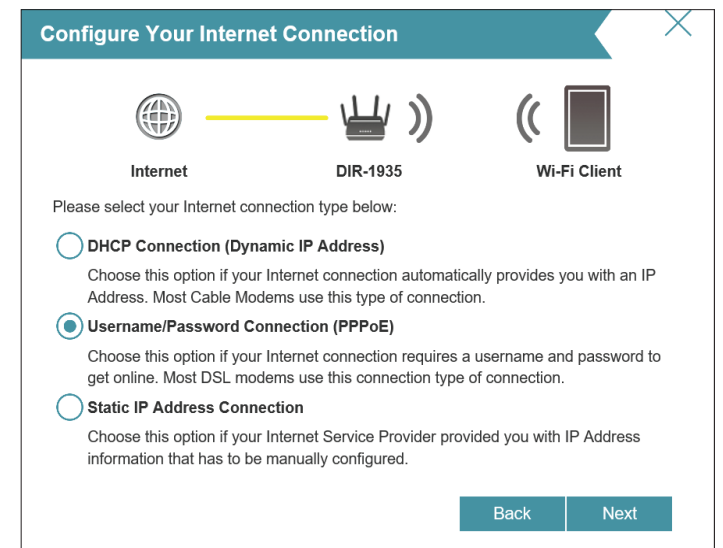 Configure Your Internet Connection
Internet
DIR-1935
Wi-Fi Client
Please select your Internet connection type below:
DHCP Connection (Dynamic IP Address)
Choose this option if your Internet connection automatically provides you with an IP
Address. Most Cable Modems use this type of connection.
Username/Password Connection (PPPoE)
Choose this option if your Internet connection requires a username and password to
get online. Most DSL modems use this connection type of connection.
Static IP Address Connection
Choose this option if your Internet Service Provider provided you with IP Address
information that has to be manually configured.
Back
Next